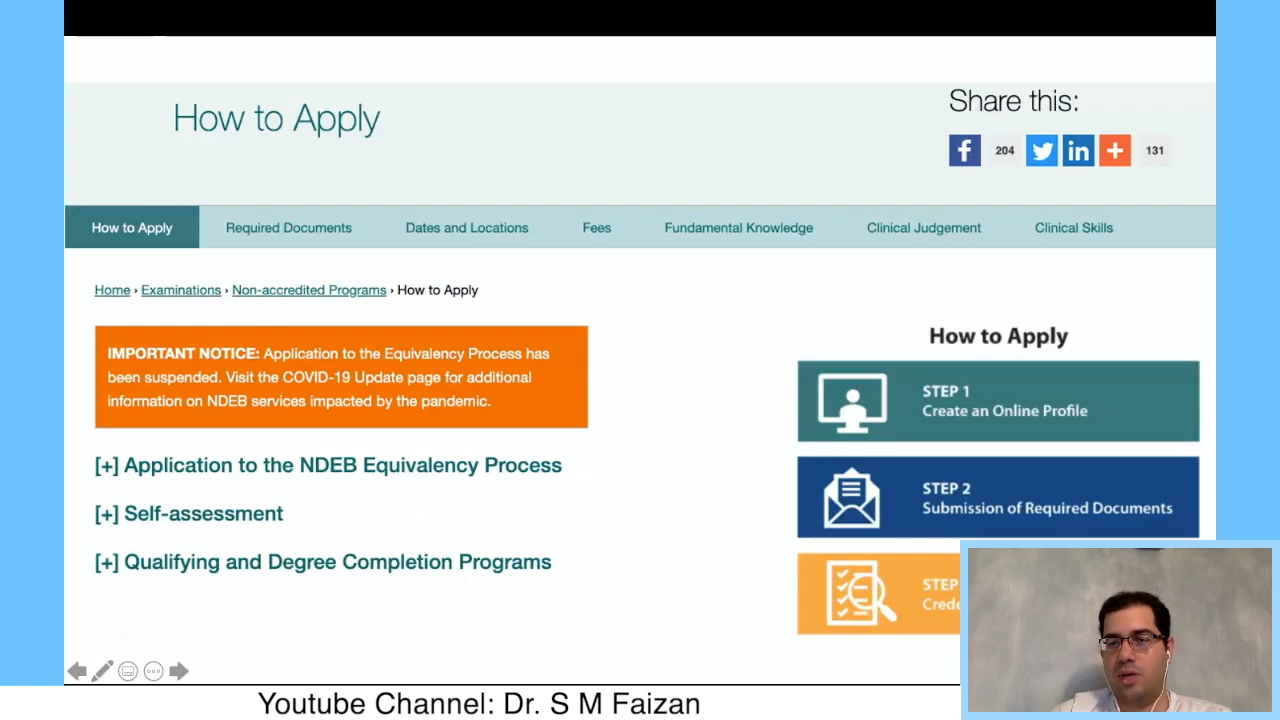 How to Apply
Share this:
204
131
How to Apply
Required Documents
Dates and Locations
Fees
Fundamental Knowledge
Clinical Judgement
Clinical Skills
Home › Examinations › Non-accredited Programs › How to Apply
IMPORTANT NOTICE: Application to the Equivalency Process has
been suspended. Visit the COVID-19 Update page for additional
information on NDEB services impacted by the pandemic.
[+] Application to the NDEB Equivalency Process
[+] Self-assessment
[+] Qualifying and Degree Completion Programs
How to Apply
STEP 1
Create an Online Profile
STEP 2
Submission of Required Documents
STEP
Youtube Channel: Dr. S M Faizan